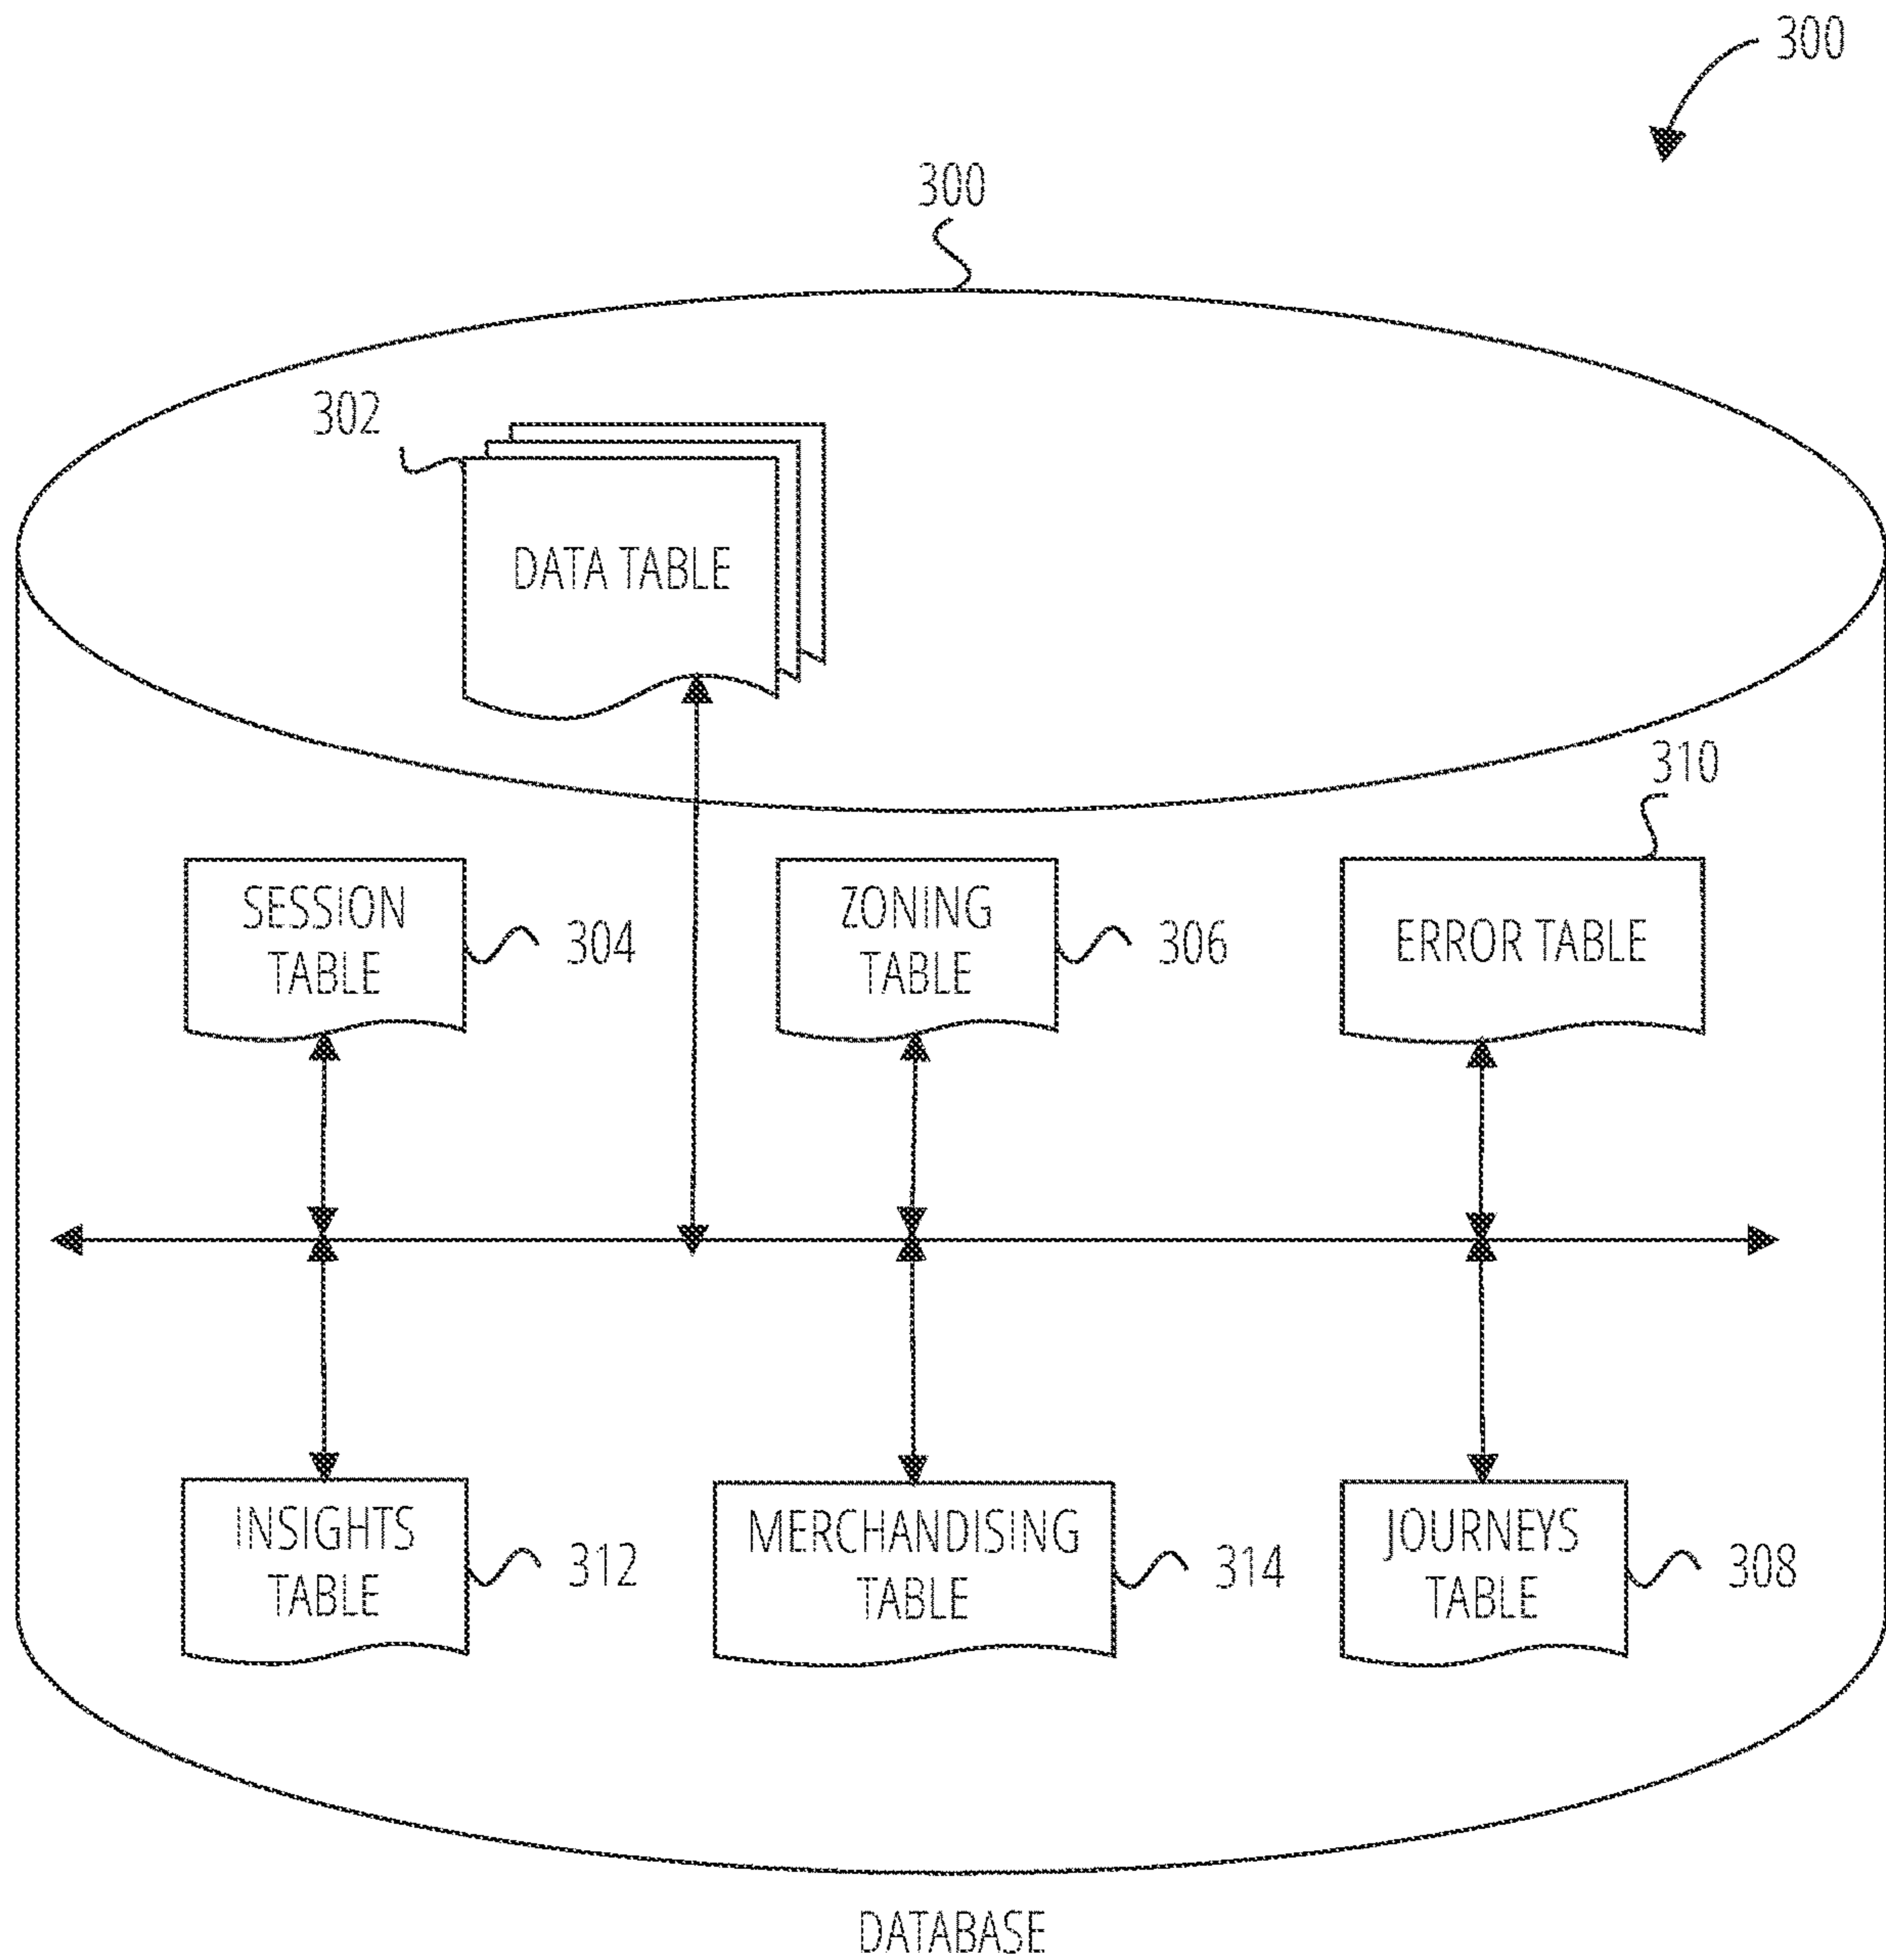 300
300
302
DATA TABLE
310
SESSION
TABLE
304
ZONING
TABLE
306
ERROR TABLE
INSIGHTS
TABLE
312
MERCHANDISING
TABLE
314
JOURNEYS
TABLE
308
DATABASE